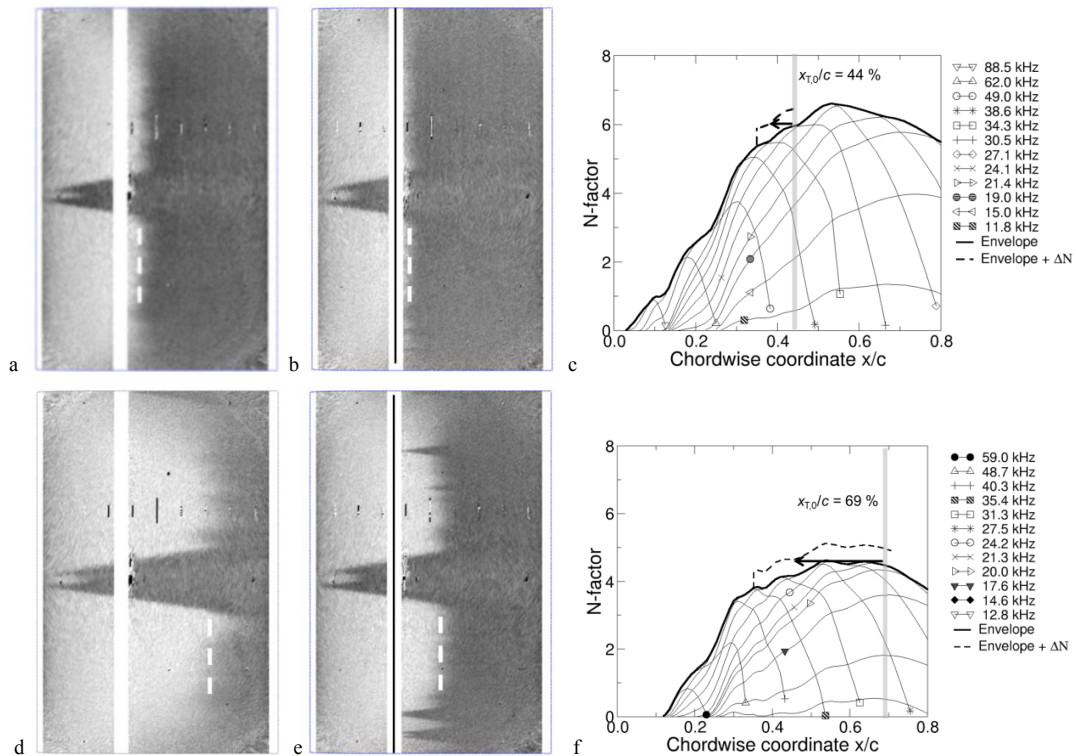 a
b
c
8
6
4
2
0
N-factor
x_T,0/c = 44 %
0.0 0.2 0.4 0.6 0.8
Chordwise coordinate x/c
88.5 kHz
62.0 kHz
49.0 kHz
38.6 kHz
34.3 kHz
30.5 kHz
27.1 kHz
24.1 kHz
21.4 kHz
19.0 kHz
15.0 kHz
11.8 kHz
Envelope
Envelope + ΔN
d
e
f
8
6
4
2
0
N-factor
x_T,0/c = 69 %
0.0 0.2 0.4 0.6 0.8
Chordwise coordinate x/c
59.0 kHz
48.7 kHz
40.3 kHz
35.4 kHz
31.3 kHz
27.5 kHz
24.2 kHz
21.3 kHz
20.0 kHz
17.6 kHz
14.6 kHz
12.8 kHz
Envelope
Envelope + ΔN